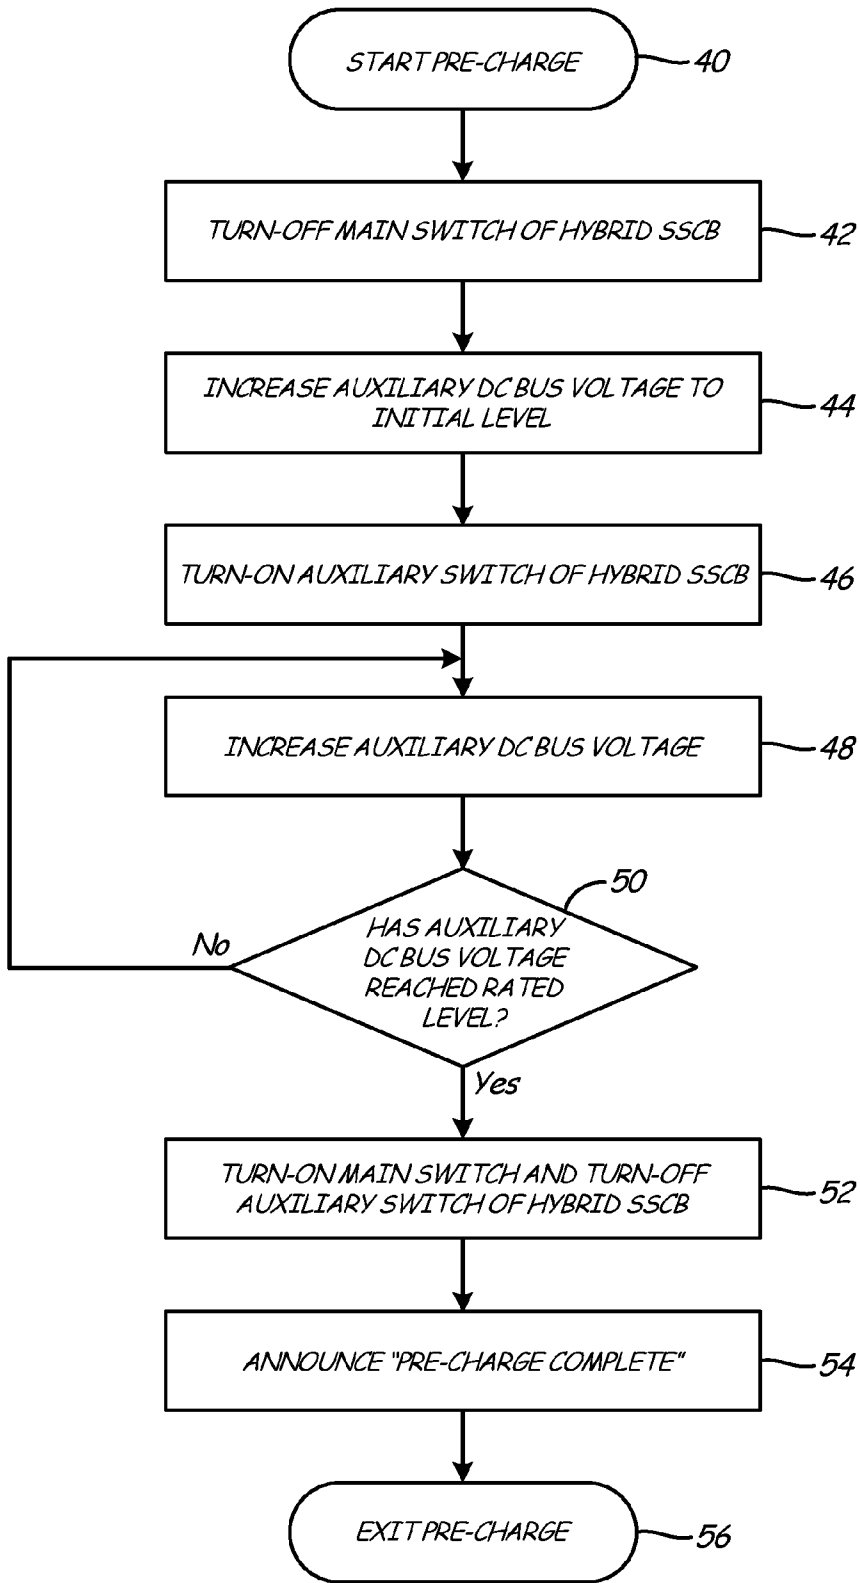 START PRE-CHARGE
40
TURN-OFF MAIN SWITCH OF HYBRID SSCB
42
INCREASE AUXILIARY DC BUS VOLTAGE TO
INITIAL LEVEL
44
TURN-ON AUXILIARY SWITCH OF HYBRID SSCB
46
INCREASE AUXILIARY DC BUS VOLTAGE
48
50
HAS AUXILIARY
DC BUS VOLTAGE
REACHED RATED
LEVEL?
No
Yes
TURN-ON MAIN SWITCH AND TURN-OFF
AUXILIARY SWITCH OF HYBRID SSCB
52
ANNOUNCE "PRE-CHARGE COMPLETE"
54
EXIT PRE-CHARGE
56